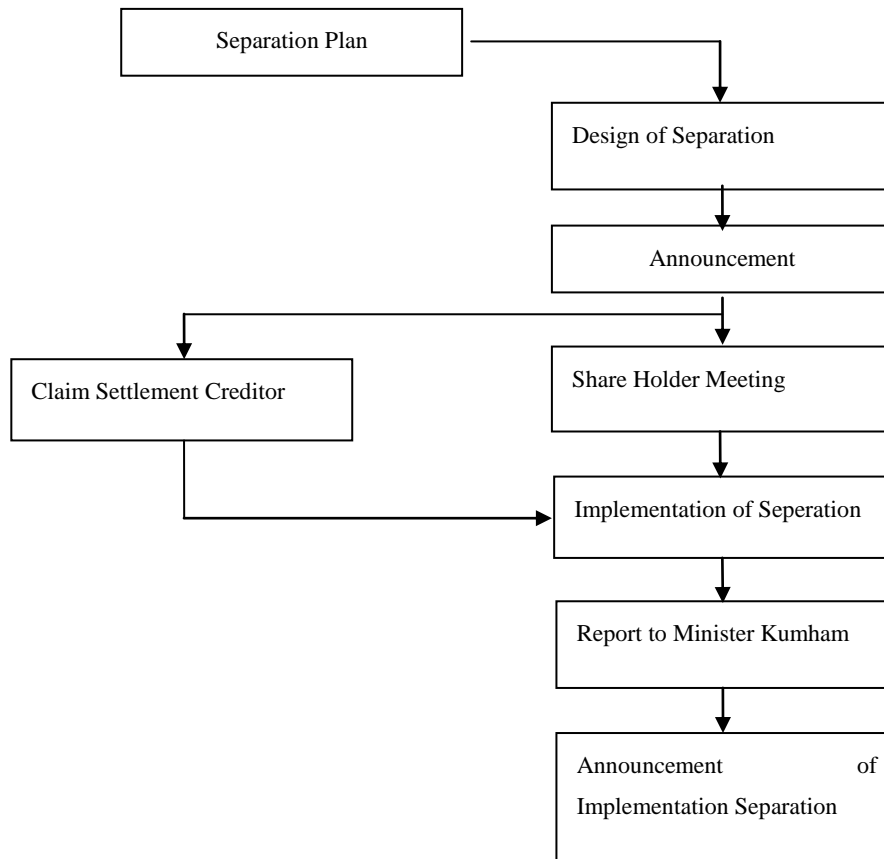 Separation Plan
Design of Separation
Announcement
Claim Settlement Creditor
Share Holder Meeting
Implementation of Seperation
Report to Minister Kumham
Announcement of
Implementation Separation